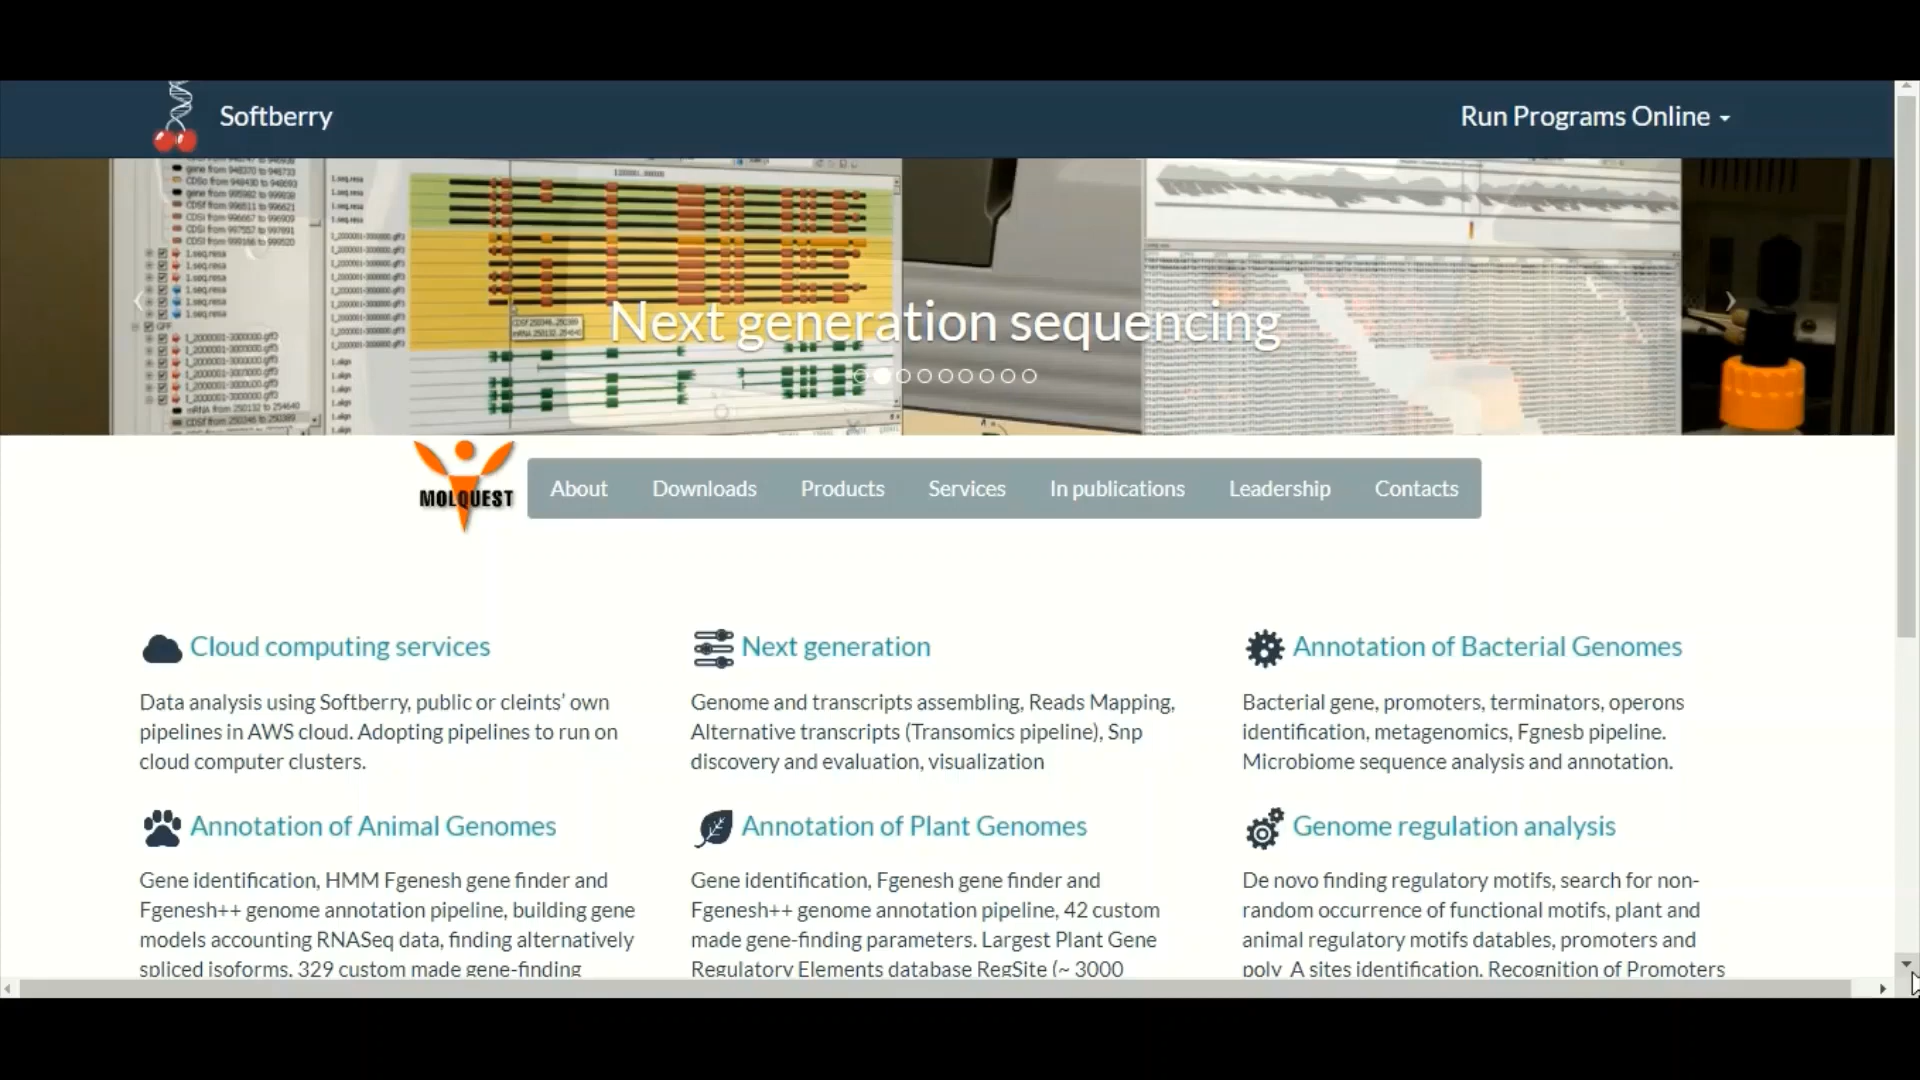 Softberry
Run Programs Online
Next generation sequencing
MOLQUEST
About Downloads Products Services In publications Leadership Contacts
Cloud computing services
Data analysis using Softberry, public or cleints’ own
pipelines in AWS cloud. Adopting pipelines to run on
cloud computer clusters.
Next generation
Genome and transcripts assembling, Reads Mapping,
Alternative transcripts (Transomics pipeline), Snp
discovery and evaluation, visualization
Annotation of Bacterial Genomes
Bacterial gene, promoters, terminators, operons
identification, metagenomics, Fgnesb pipeline.
Microbiome sequence analysis and annotation.
Annotation of Animal Genomes
Gene identification, HMM Fgenesh gene finder and
Fgenesh++ genome annotation pipeline, building gene
models accounting RNASeq data, finding alternatively
spliced isoforms. 329 custom made gene-finding
Annotation of Plant Genomes
Gene identification, Fgenesh gene finder and
Fgenesh++ genome annotation pipeline, 42 custom
made gene-finding parameters. Largest Plant Gene
Regulatory Elements database RegSite (~ 3000
Genome regulation analysis
De novo finding regulatory motifs, search for non-
random occurrence of functional motifs, plant and
animal regulatory motifs datables, promoters and
poly_A sites identification. Recognition of Promoters